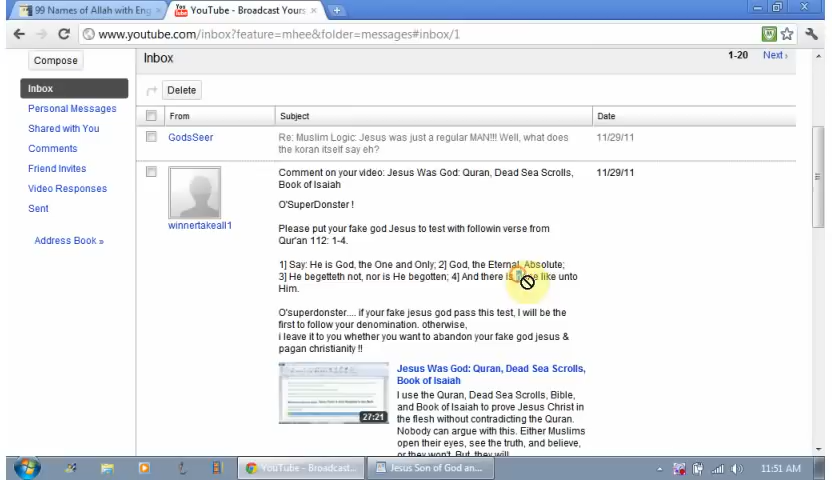 99 Names of Allah with Eng
YouTube - Broadcast Yours
www.youtube.com/inbox?feature=mhee&folder=messages#inbox/1
Compose
Inbox
1-20 Next ›
Inbox
Delete
Personal Messages
From Subject Date
Shared with You
GodsSeer
Re: Muslim Logic: Jesus was just a regular MAN!!! Well, what does
the koran itself say eh?
11/29/11
Comments
Friend Invites
Video Responses
Sent
Address Book »
winnertakeall1
Comment on your video: Jesus Was God: Quran, Dead Sea Scrolls,
Book of Isaiah
11/29/11
O'SuperDonster !
Please put your fake god Jesus to test with followin verse from
Qur'an 112: 1-4.
1] Say: He is God, the One and Only; 2] God, the Eternal, Absolute;
3] He begetteth not, nor is He begotten; 4] And there is like unto
Him.
O'superdonster.... if your fake jesus god pass this test, I will be the
first to follow your denomination. otherwise,
i leave it to you whether you want to abandon your fake god jesus &
pagan christianity !!
27:21
Jesus Was God: Quran, Dead Sea Scrolls,
Book of Isaiah
I use the Quran, Dead Sea Scrolls, Bible,
and Book of Isaiah to prove Jesus Christ in
the flesh without contradicting the Quran.
Nobody can argue with this. Either Muslims
open their eyes, see the truth, and believe,
or they won't. But, they will
YouTube - Broadcast...
Jesus Son of God an...
11:51 AM